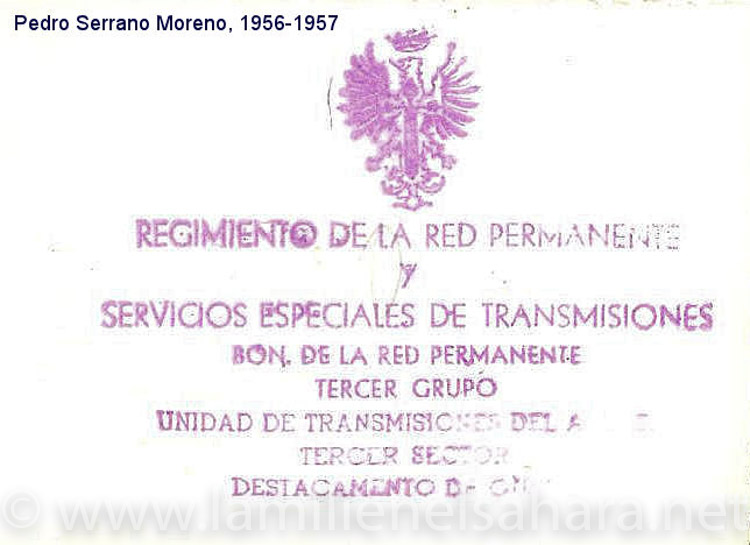 Pedro Serrano Moreno, 1956-1957
REGIMIENTO DE LA RED PERMANENTE
Y
SERVICIOS ESPECIALES DE TRANSMISIONES
BON. DE LA RED PERMANENTE
TERCER GRUPO
UNIDAD DE TRANSMISIONES DEL
TERCER SECTOR
DESTACAMENTO DE
© www.lamilienelsahara.net